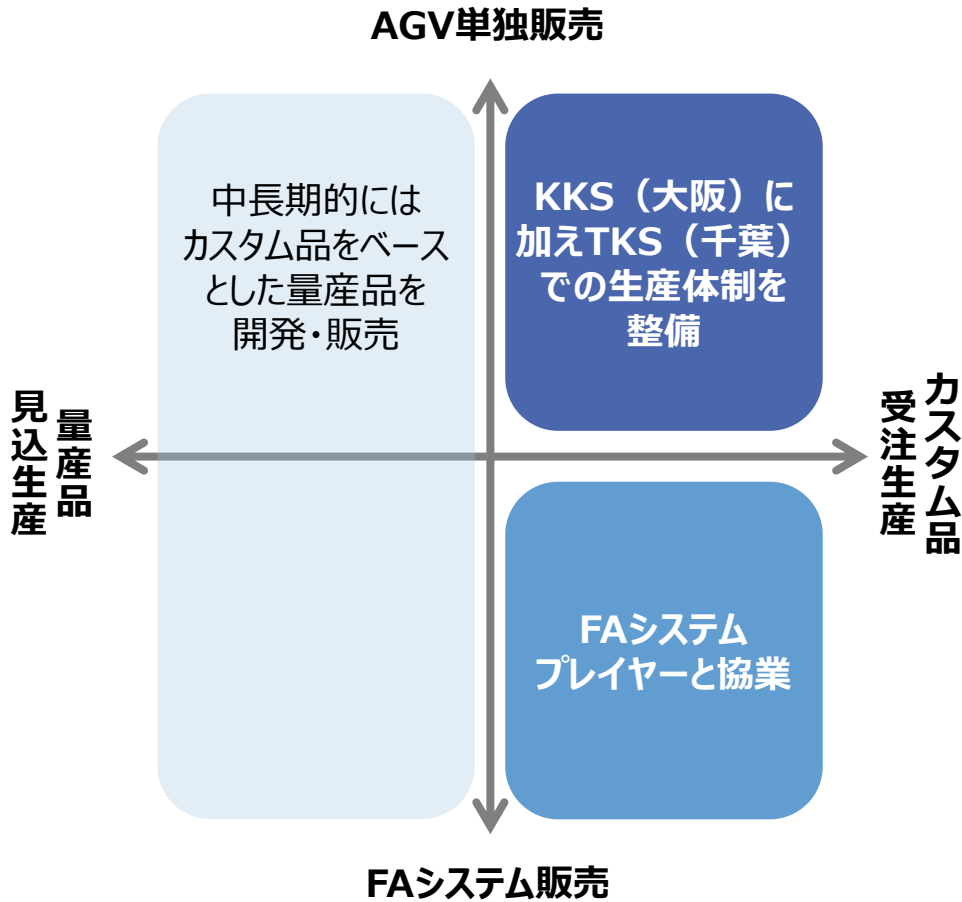 AGV単独販売
中長期的には
カスタム品をベース
とした量産品を
開発・販売
KKS（大阪）に
加えTKS（千葉）
での生産体制を
整備
量産品
見込生産
カスタム品
受注生産
FAシステム
プレイヤーと協業
FAシステム販売